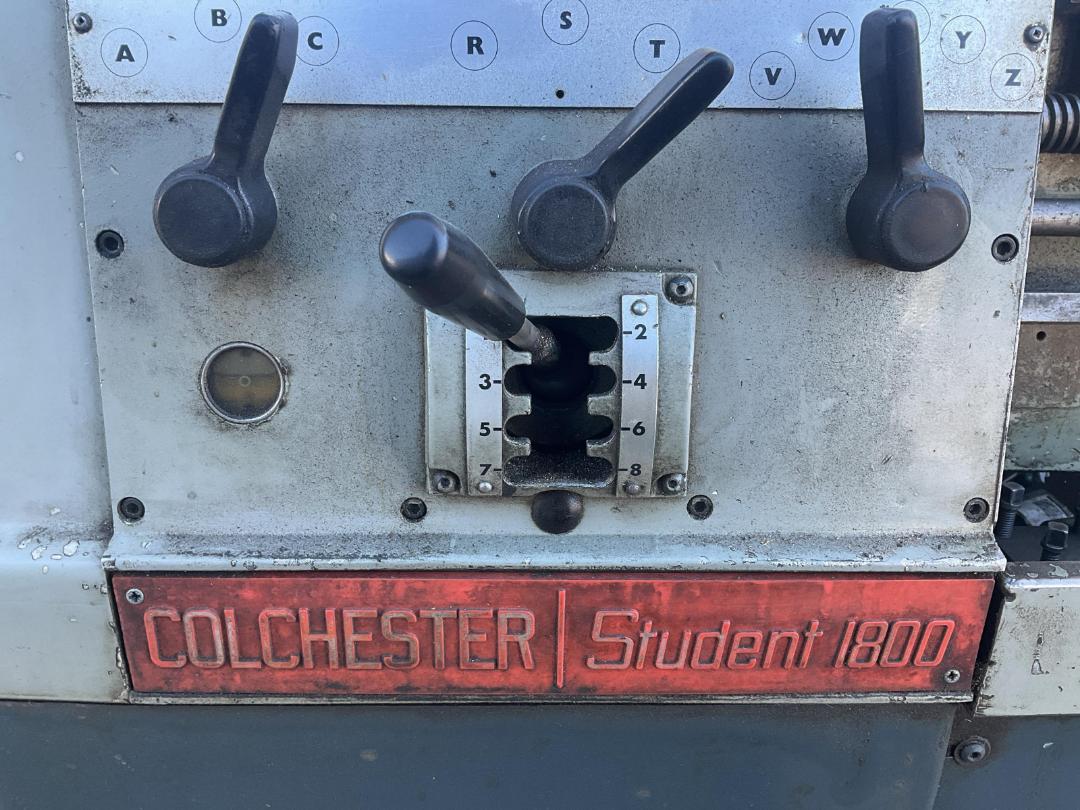 A B C R S T V W Y Z
2
3 4
5 6
7 8
COLCHESTER Student 1800